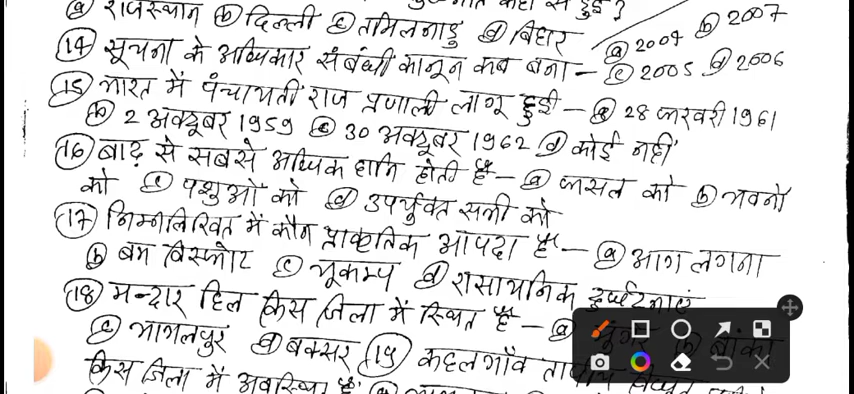 कहाँ से हुई?
ⓐ राजस्थान ⓑ दिल्ली ⓒ तमिलनाडु ⓓ बिहार
ⓐ 2004 ⓑ 2007
⑭ सूचना के अधिकार संबंधी कानून कब बना – ⓒ 2005 ⓓ 2006
⑮ भारत में पंचायती राज प्रणाली लागू हुई – ⓐ 28 फरवरी 1961
ⓑ 2 अक्टूबर 1959 ⓒ 30 अक्टूबर 1962 ⓓ कोई नहीं
⑯ बाढ़ से सबसे अधिक हानि होती है – ⓐ फसल को ⓑ भवनों
को ⓒ पशुओं को ⓓ उपर्युक्त सभी को
⑰ निम्नलिखित में कौन प्राकृतिक आपदा है – ⓐ आग लगना
ⓑ बम विस्फोट ⓒ भूकम्प ⓓ रासायनिक दुर्घटनाएं
⑱ मन्दार हिल किस जिला में स्थित है – ⓐ
ⓒ भागलपुर ⓓ बक्सर ⑲ कहलगाँव
किस जिला में अवस्थित है